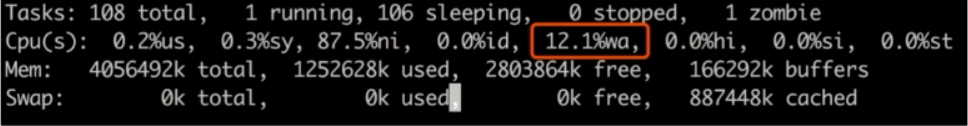 Tasks: 108 total,   1 running, 106 sleeping,   0 stopped,   1 zombie
Cpu(s):  0.2%us,  0.3%sy, 87.5%ni,  0.0%id, 12.1%wa,  0.0%hi,  0.0%si,  0.0%st
Mem:   4056492k total,  1252628k used,  2803864k free,   166292k buffers
Swap:        0k total,        0k used,        0k free,   887448k cached